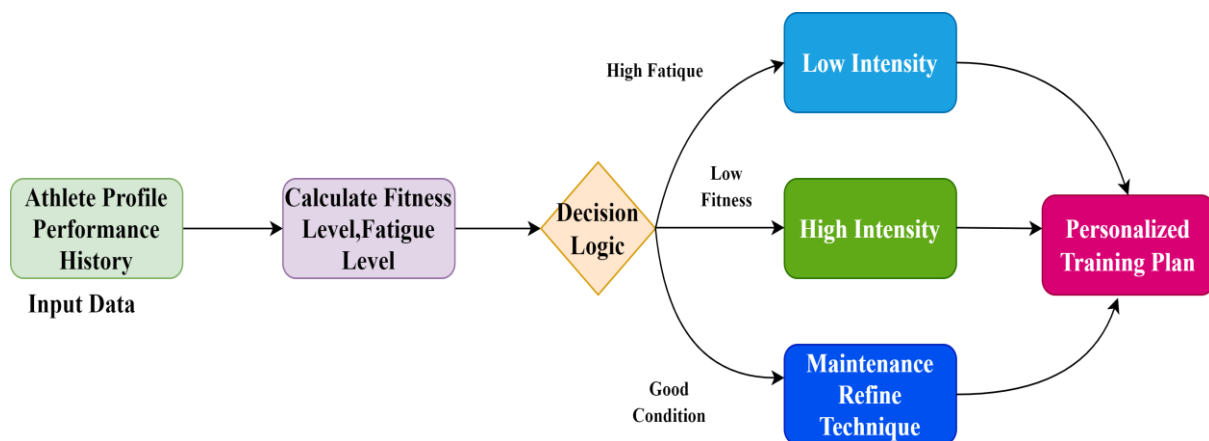 Athlete Profile
Performance
History
Input Data
Calculate Fitness
Level,Fatigue
Level
Decision
Logic
High Fatique
Low
Fitness
Good
Condition
Low Intensity
High Intensity
Maintenance
Refine
Technique
Personalized
Training Plan